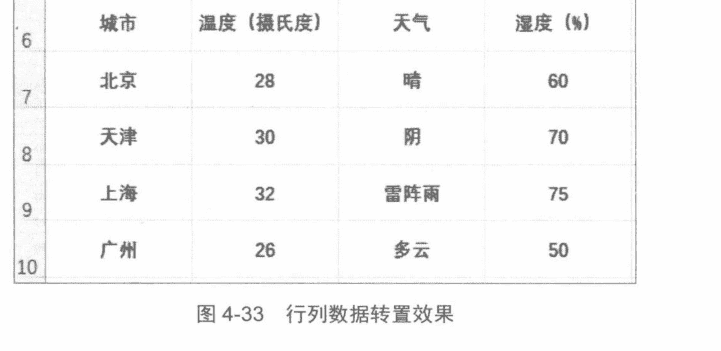 6 城市 温度（摄氏度） 天气 湿度（%）
7 北京 28 晴 60
8 天津 30 阴 70
9 上海 32 雷阵雨 75
10 广州 26 多云 50
图 4-33 行列数据转置效果